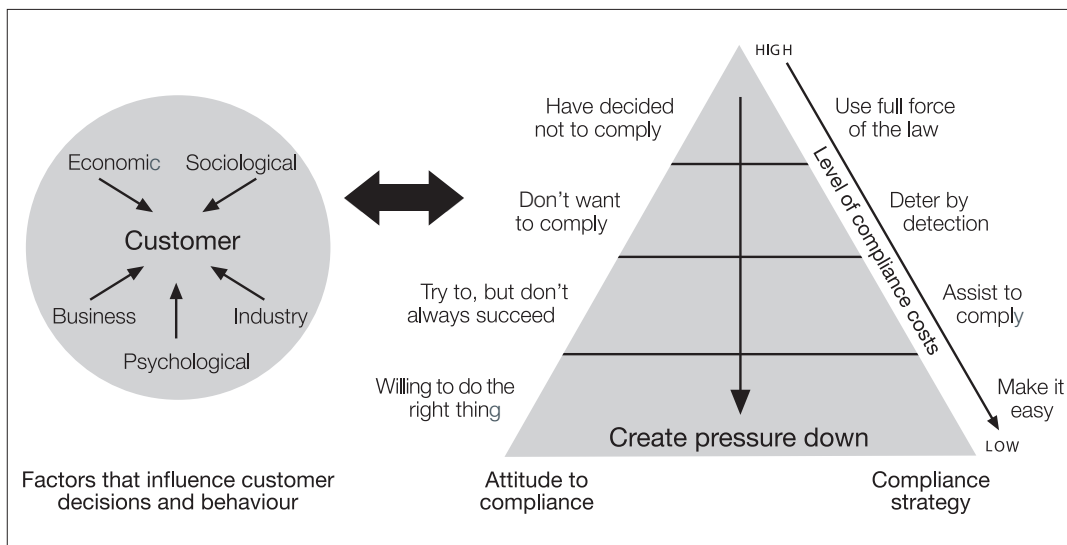 Economic
Sociological
Customer
Business
Industry
Psychological
Factors that influence customer
decisions and behaviour
HIGH
Have decided
not to comply
Use full force
of the law
Don't want
to comply
Deter by
detection
Level of compliance costs
Try to, but don't
always succeed
Assist to
comply
Willing to do the
right thing
Make it
easy
Create pressure down
LOW
Attitude to
compliance
Compliance
strategy